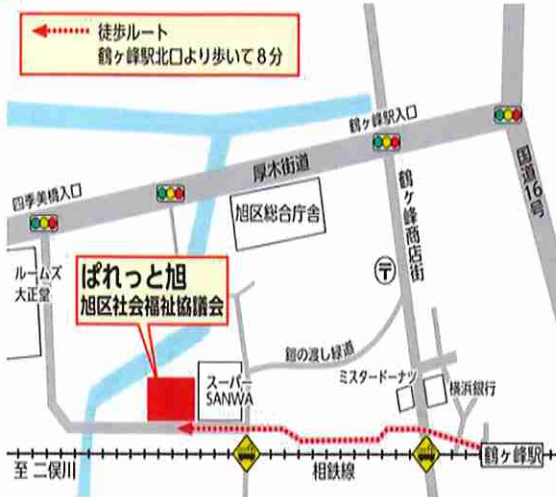 徒歩ルート
鶴ヶ峰駅北口より歩いて8分
鶴ヶ峰駅入口
国道16号
厚木街道
四季美橋入口
旭区総合庁舎
鶴ヶ峰商店街
ルームズ
大正堂
ぱれっと旭
旭区社会福祉協議会
〒
鎧の渡し緑道
スーパー
SANWA
ミスタードーナツ
横浜銀行
至 二俣川
相鉄線
鶴ヶ峰駅